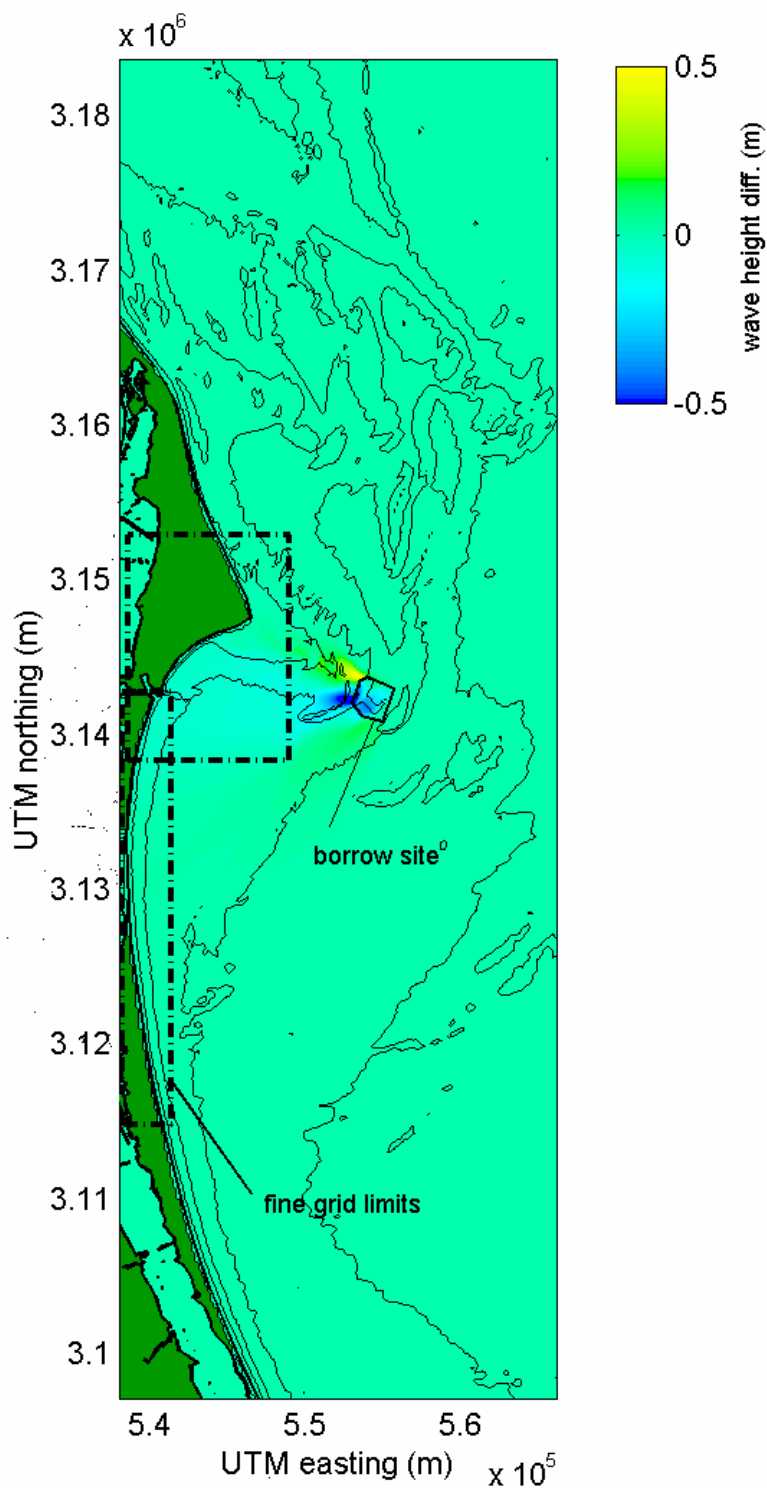 x 10^6
3.18
3.17
3.16
3.15
3.14
3.13
3.12
3.11
3.1
UTM northing (m)
5.4 5.5 5.6
UTM easting (m) x 10^5
borrow site^0
fine grid limits
0.5
0
-0.5
wave height diff. (m)